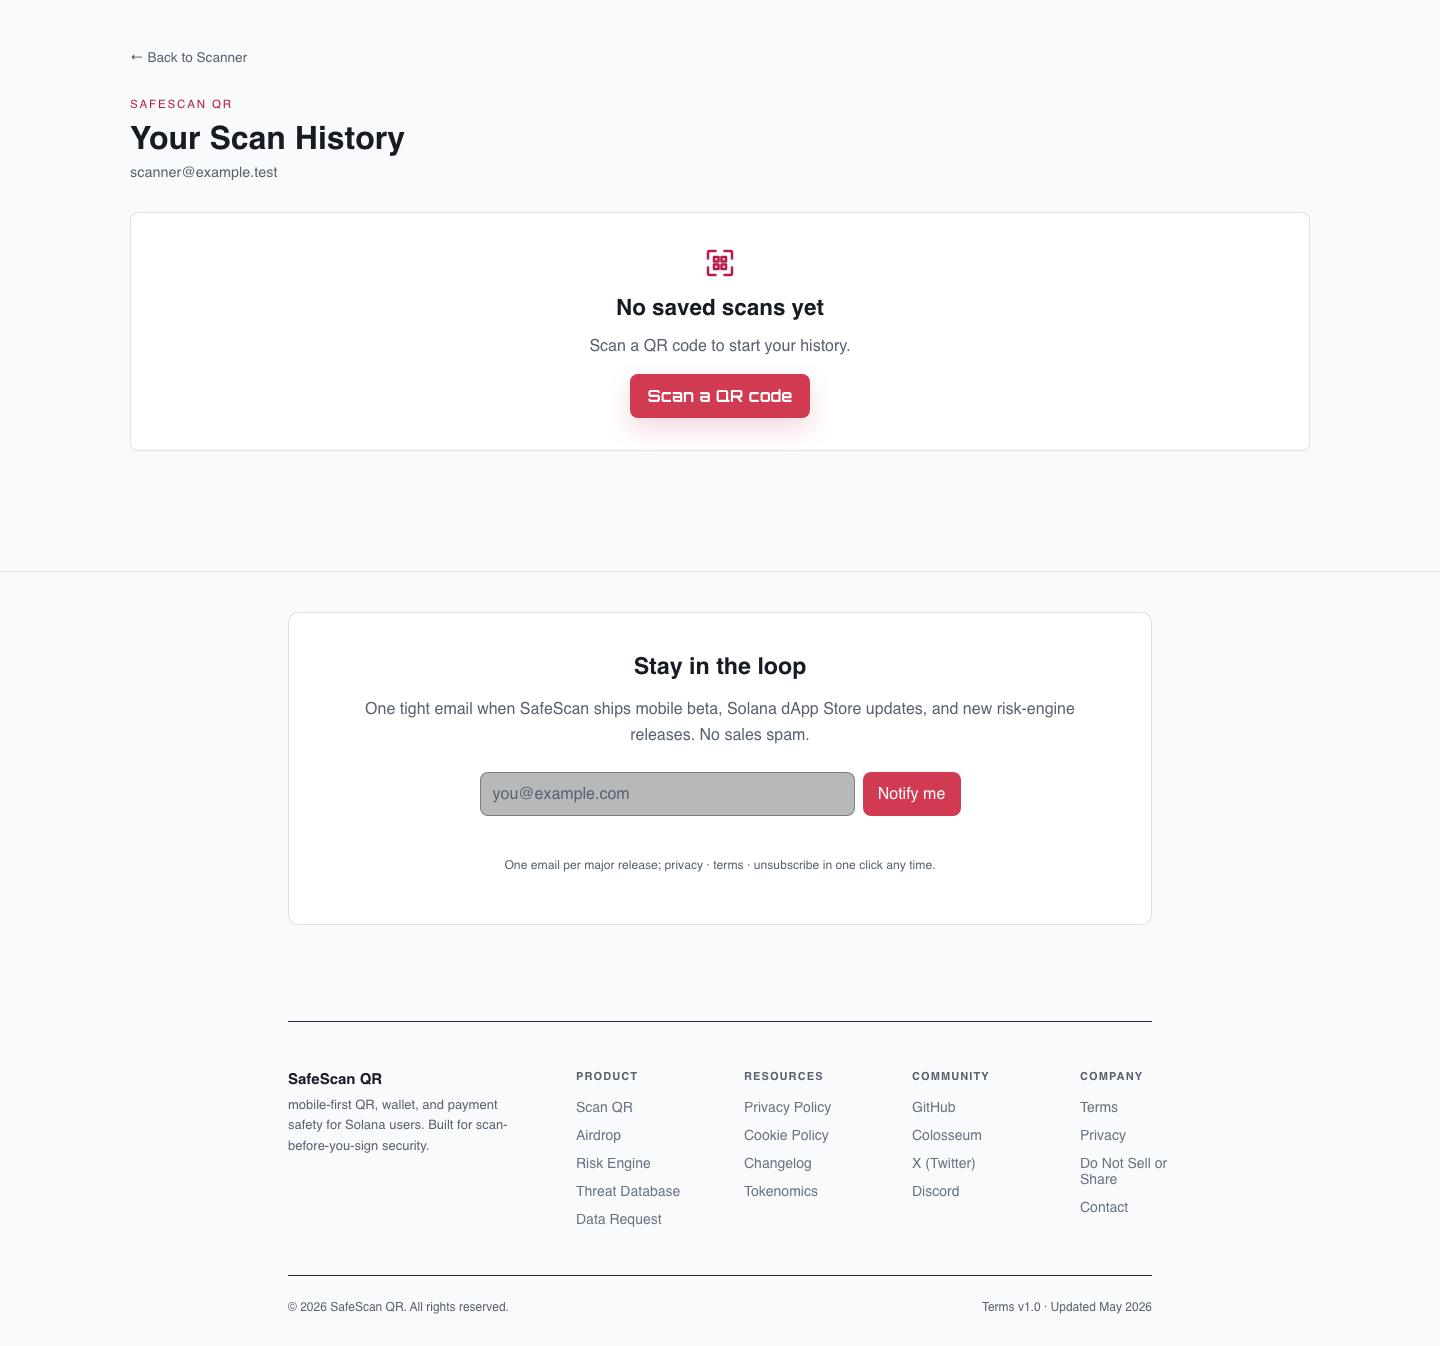 ← Back to Scanner
SAFESCAN QR
Your Scan History
scanner@example.test
No saved scans yet
Scan a QR code to start your history.
Scan a QR code
Stay in the loop
One tight email when SafeScan ships mobile beta, Solana dApp Store updates, and new risk-engine
releases. No sales spam.
you@example.com
Notify me
One email per major release; privacy · terms · unsubscribe in one click any time.
SafeScan QR
mobile-first QR, wallet, and payment
safety for Solana users. Built for scan-
before-you-sign security.
PRODUCT
Scan QR
Airdrop
Risk Engine
Threat Database
Data Request
RESOURCES
Privacy Policy
Cookie Policy
Changelog
Tokenomics
COMMUNITY
GitHub
Colosseum
X (Twitter)
Discord
COMPANY
Terms
Privacy
Do Not Sell or
Share
Contact
© 2026 SafeScan QR. All rights reserved.
Terms v1.0 · Updated May 2026